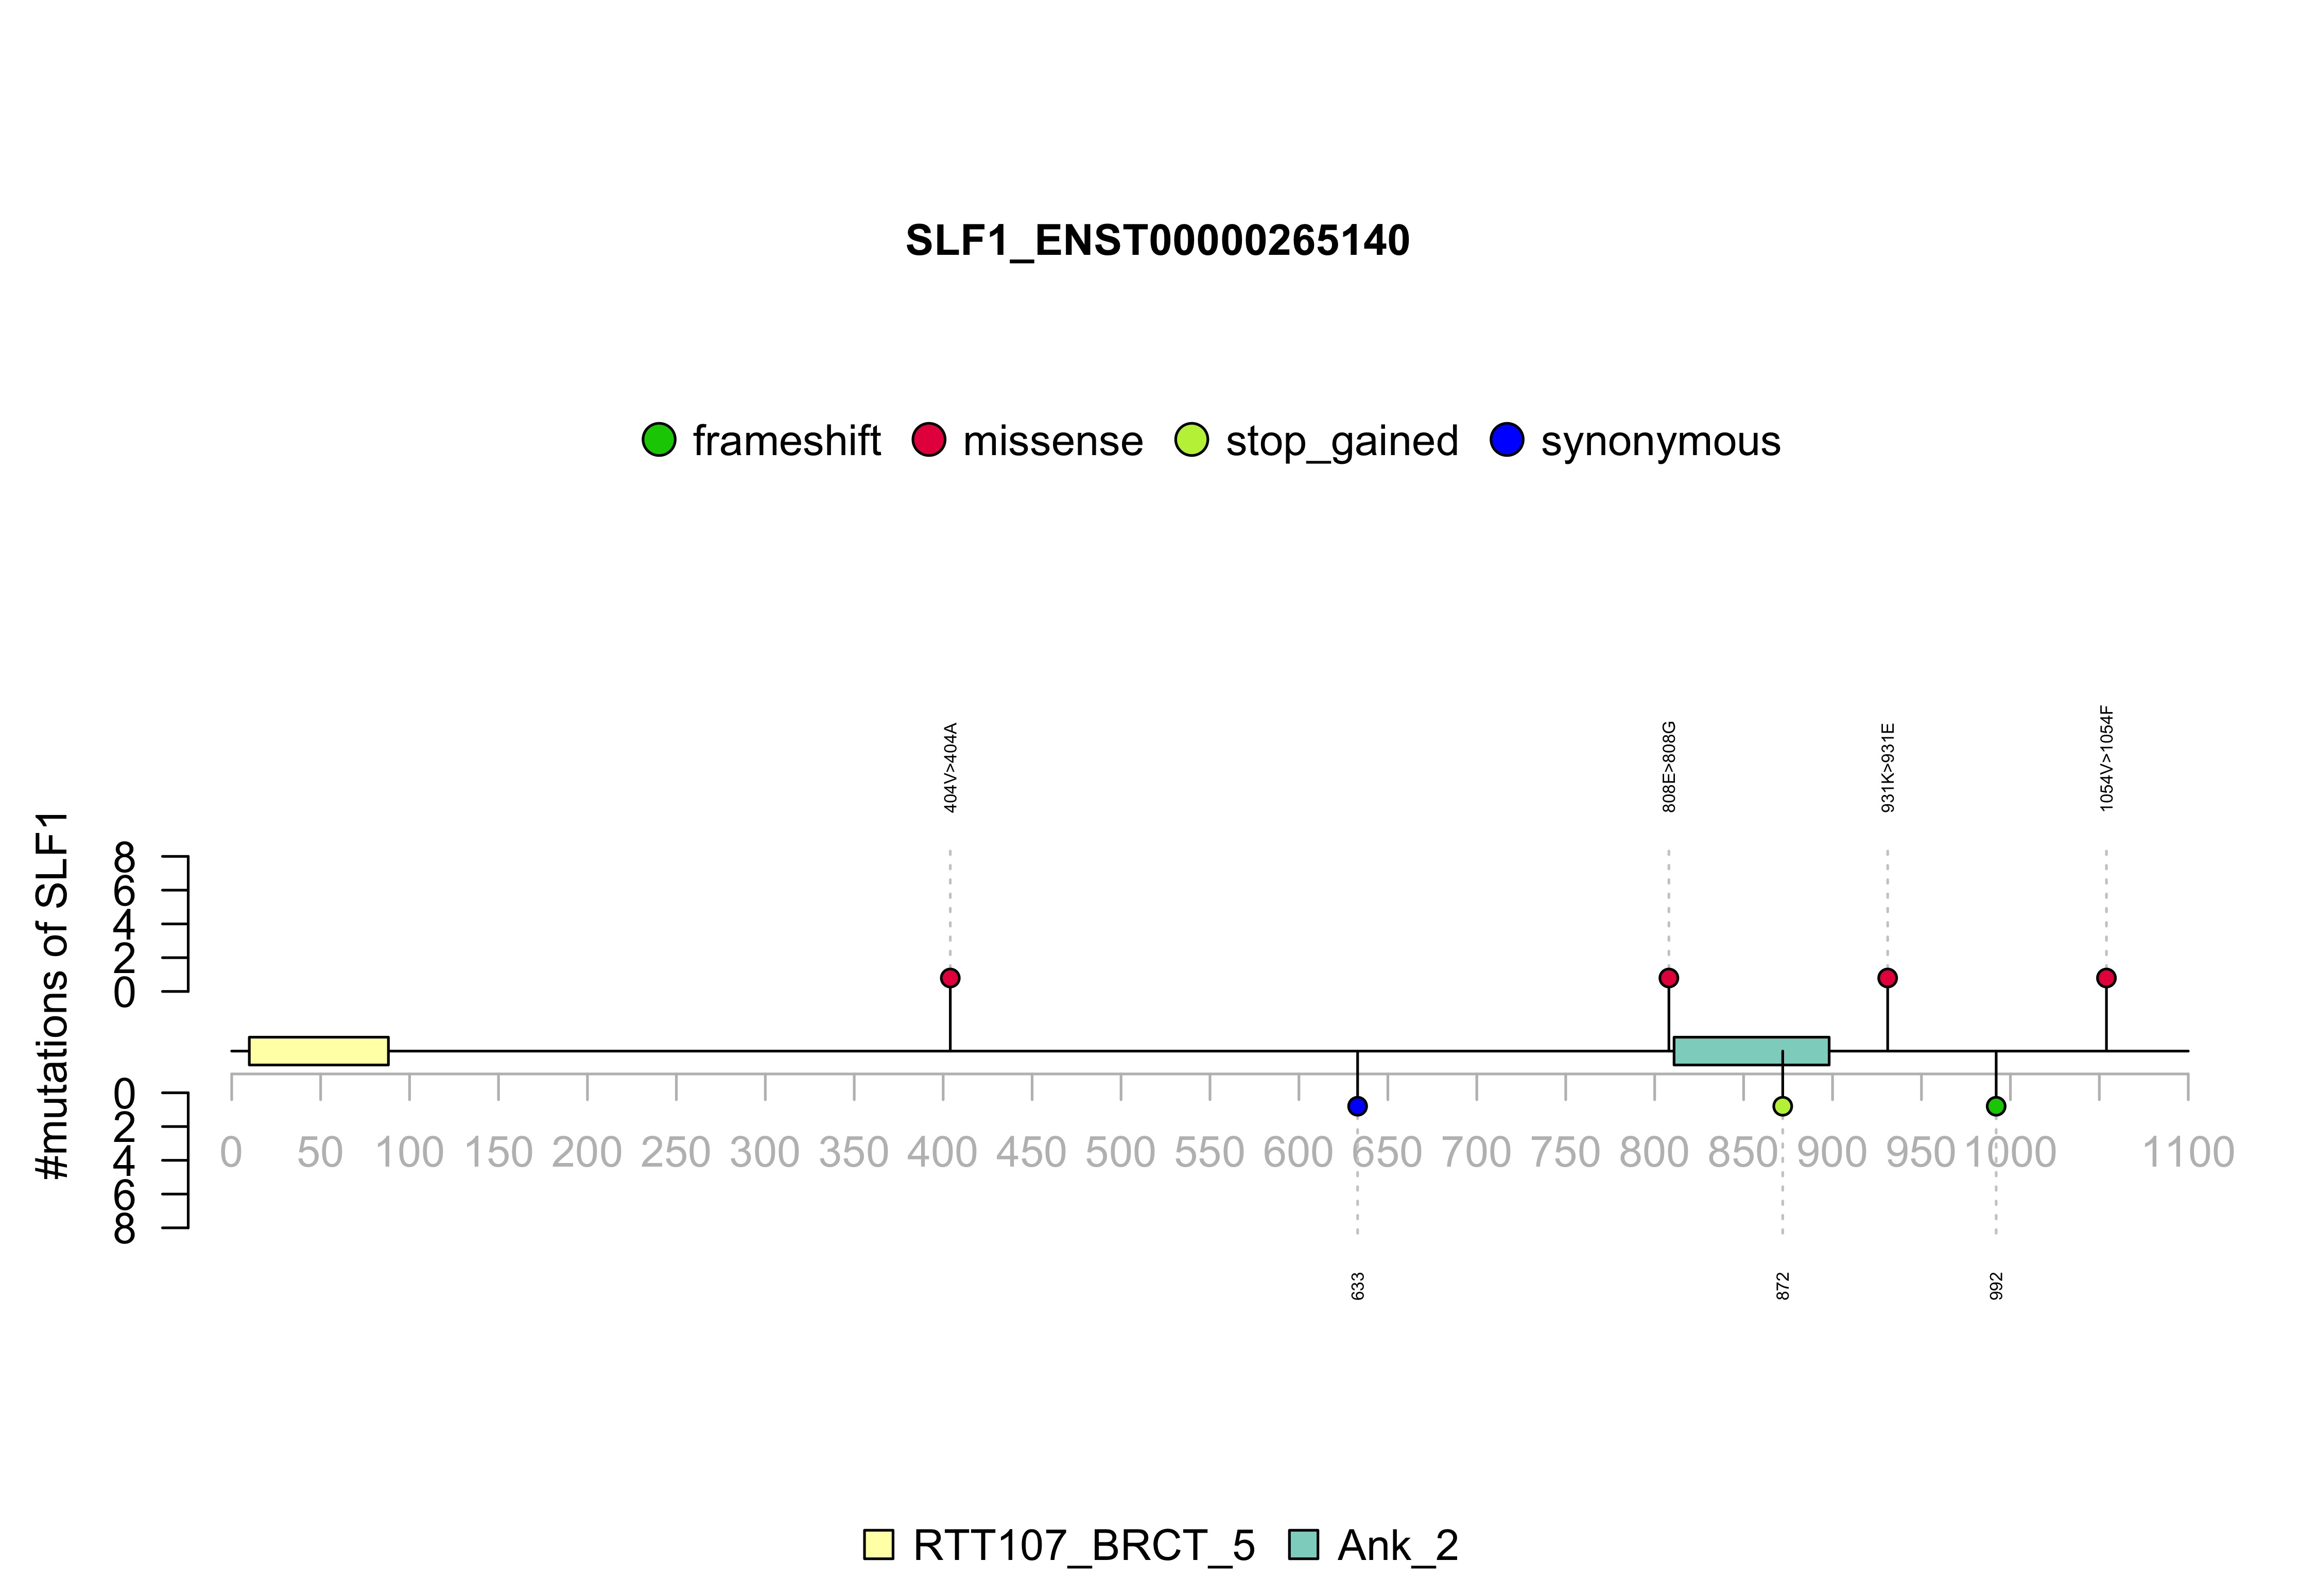 SLF1_ENST00000265140
frameshift missense stop_gained synonymous
404V>404A 808E>808G 931K>931E 1054V>1054F
#mutations of SLF1
8
6
4
2
0
0
2
4
6
8
0 50 100 150 200 250 300 350 400 450 500 550 600 650 700 750 800 850 900 950 1000 1100
633 872 992
RTT107_BRCT_5 Ank_2